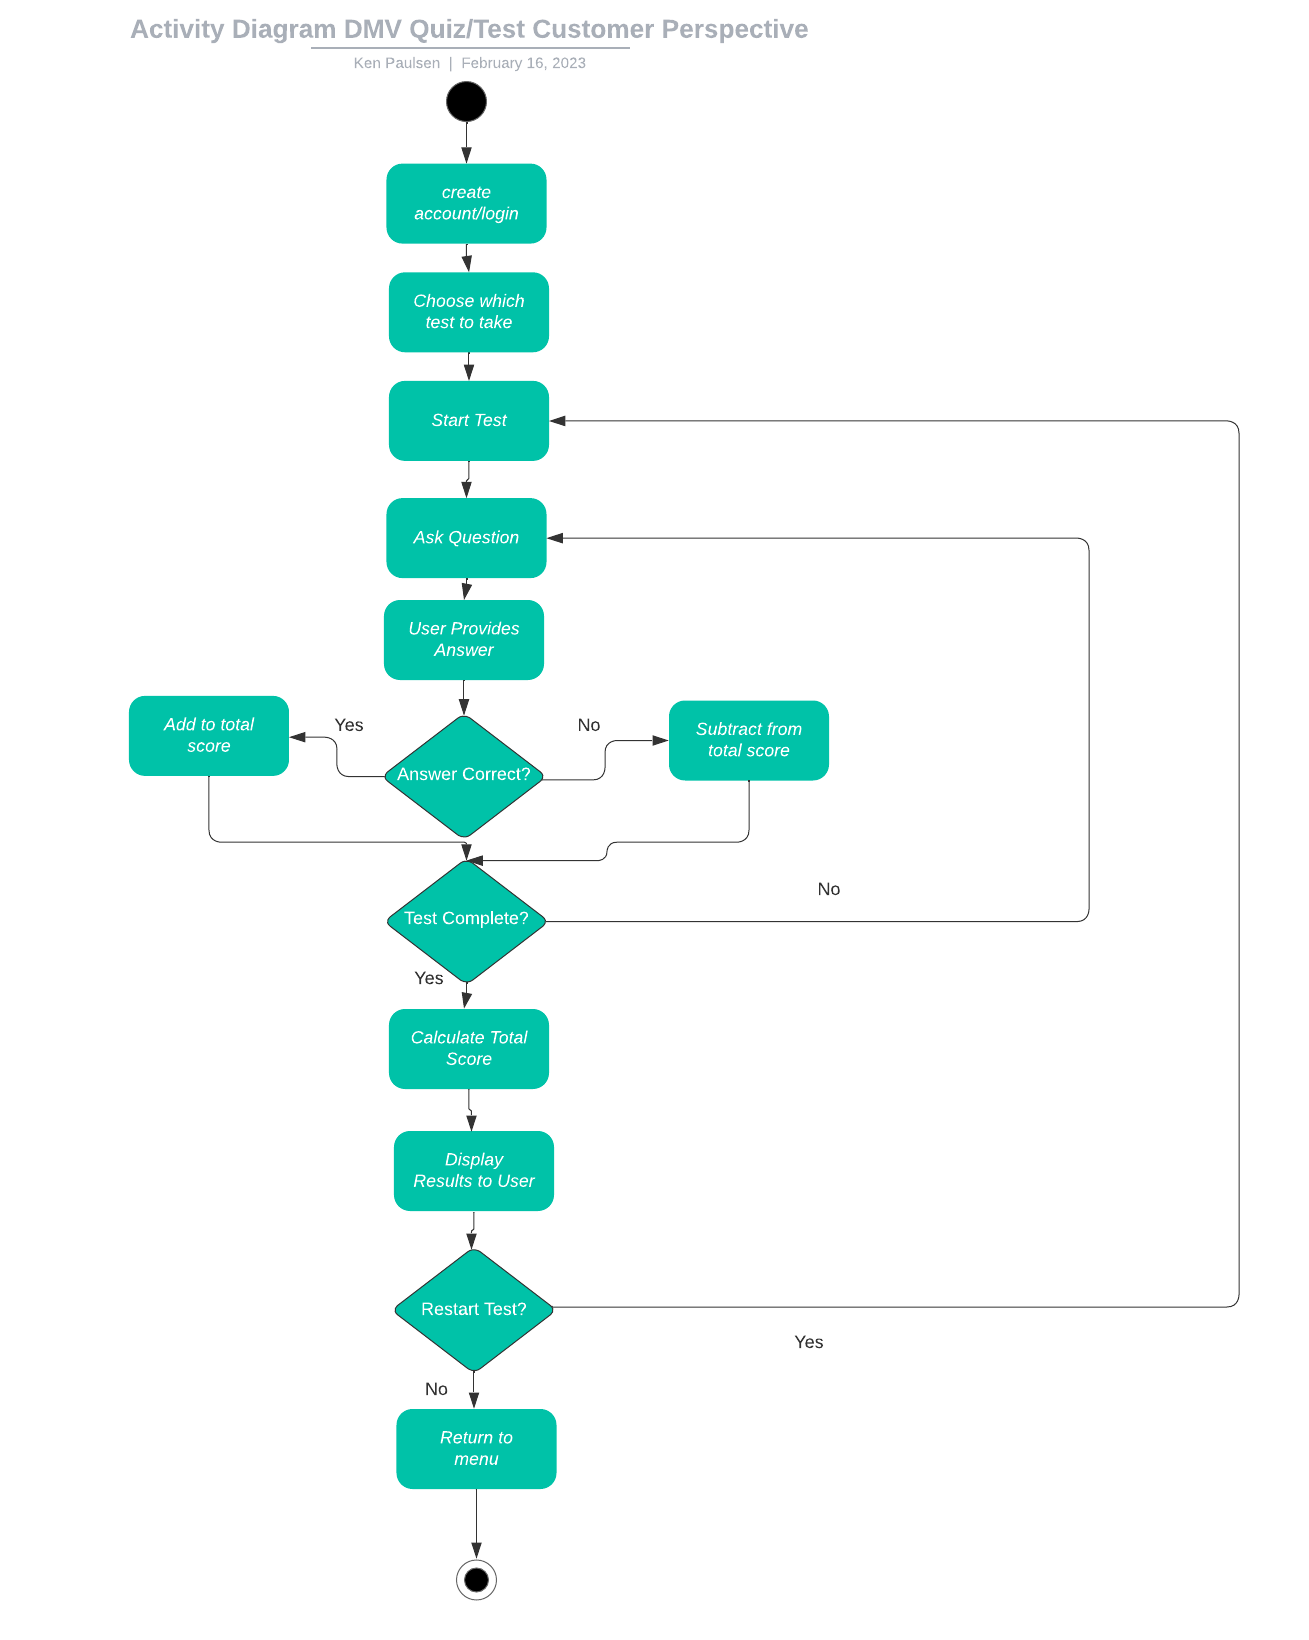 Activity Diagram DMV Quiz/Test Customer Perspective
Ken Paulsen | February 16, 2023
create
account/login
Choose which
test to take
Start Test
Ask Question
User Provides
Answer
Add to total
score
Yes
Answer Correct?
No
Subtract from
total score
Test Complete?
No
Yes
Calculate Total
Score
Display
Results to User
Restart Test?
Yes
No
Return to
menu